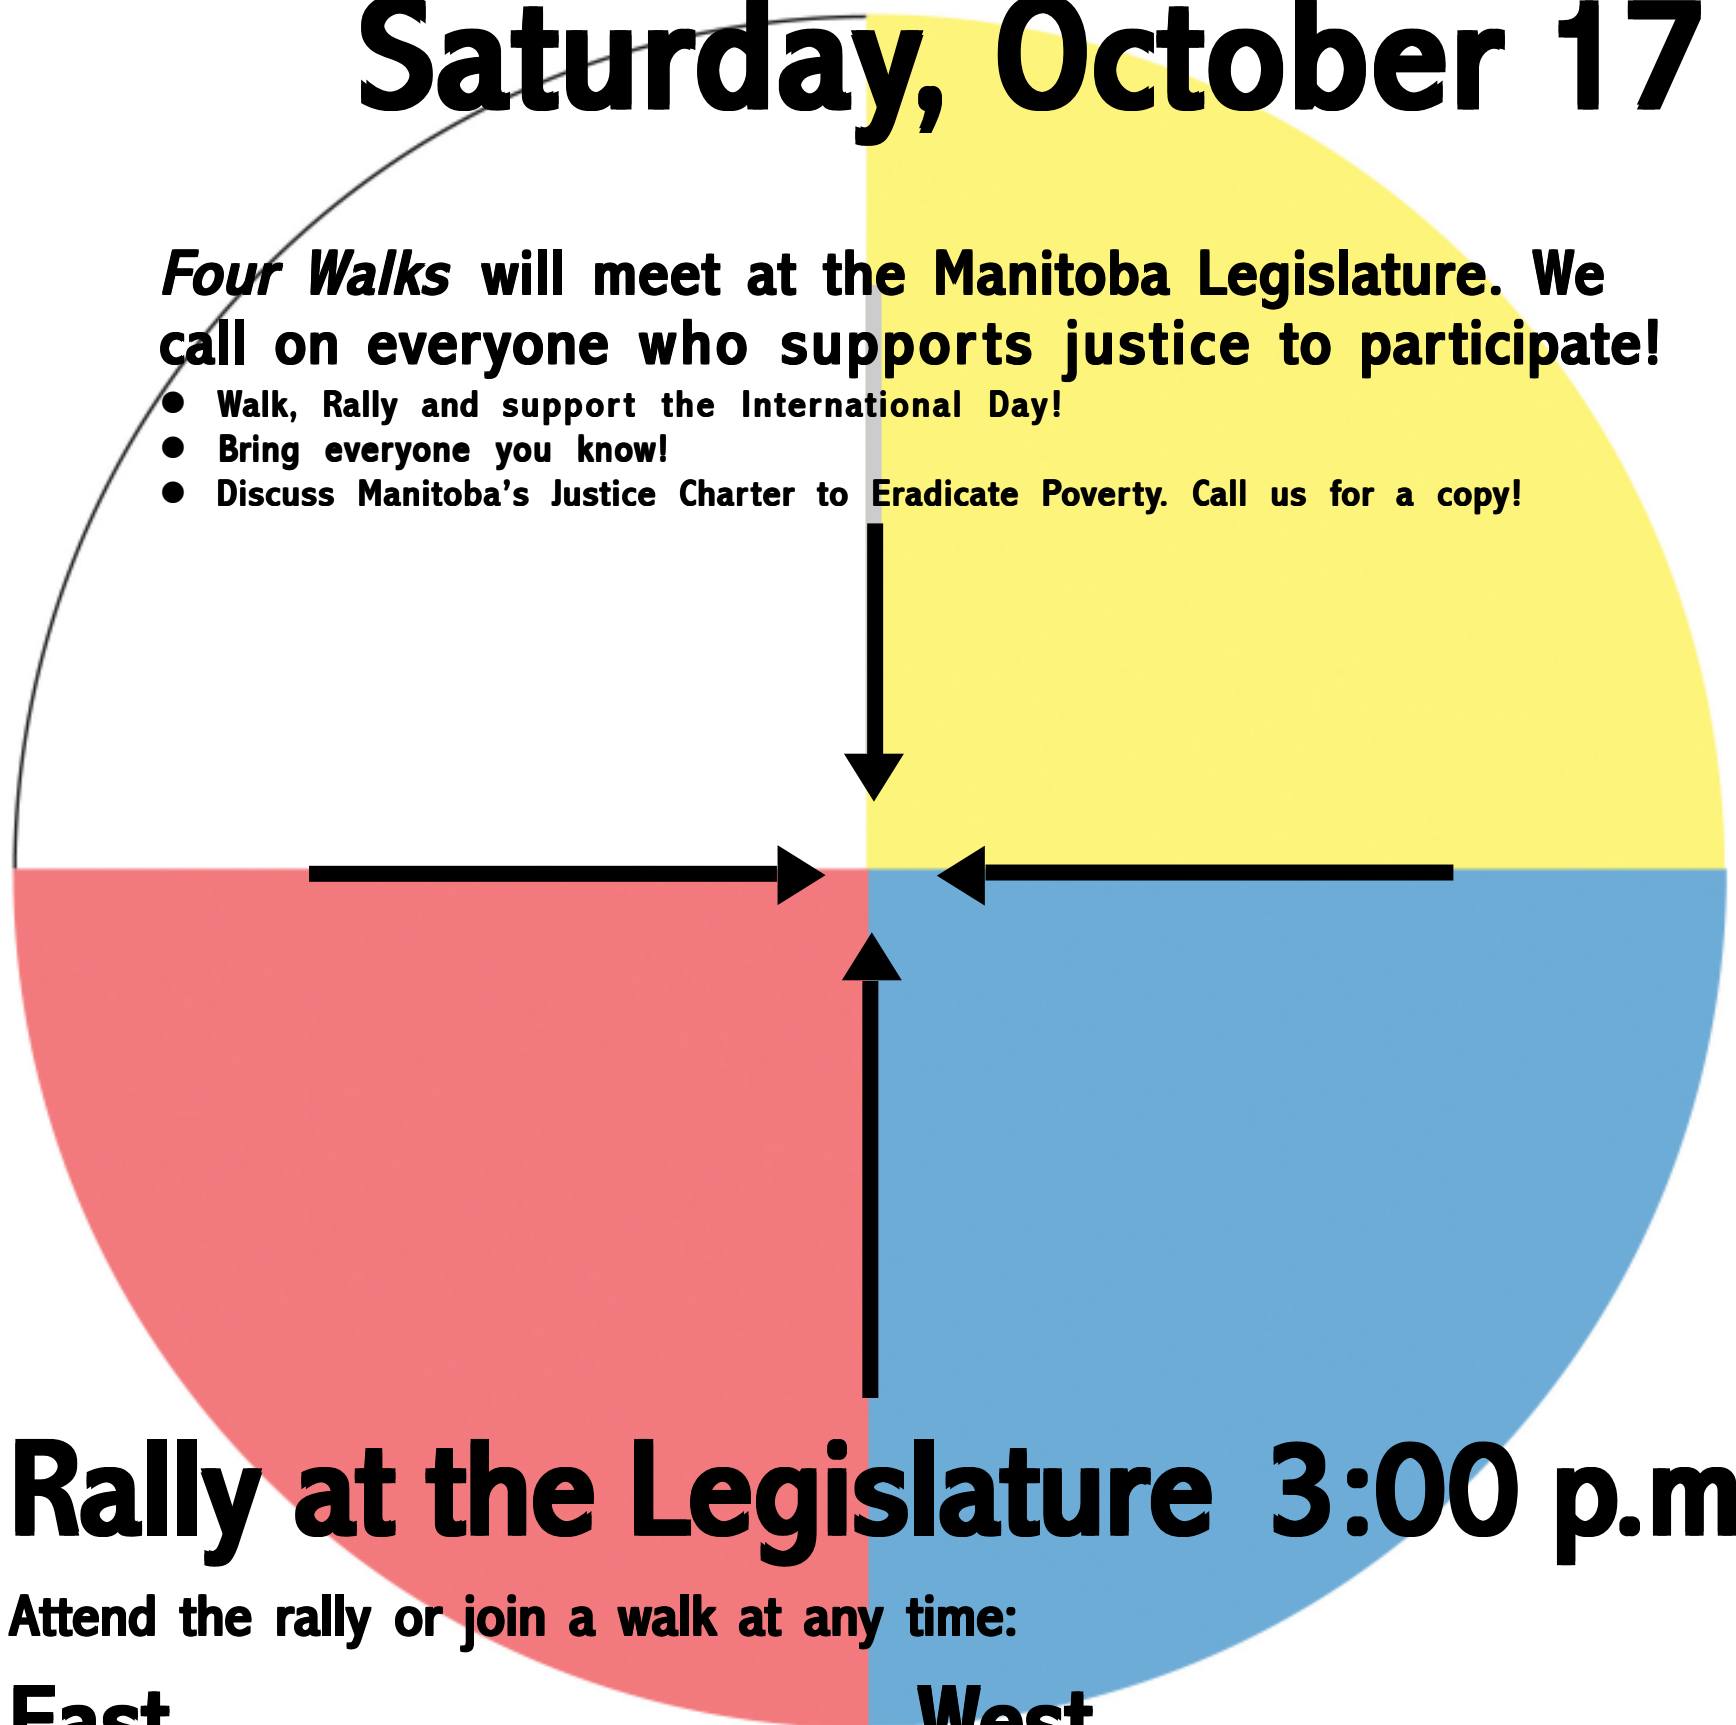 Saturday, October 17
Four Walks will meet at the Manitoba Legislature. We
call on everyone who supports justice to participate!
● Walk, Rally and support the International Day!
● Bring everyone you know!
● Discuss Manitoba’s Justice Charter to Eradicate Poverty. Call us for a copy!
Rally at the Legislature 3:00 p.m
Attend the rally or join a walk at any time:
East West